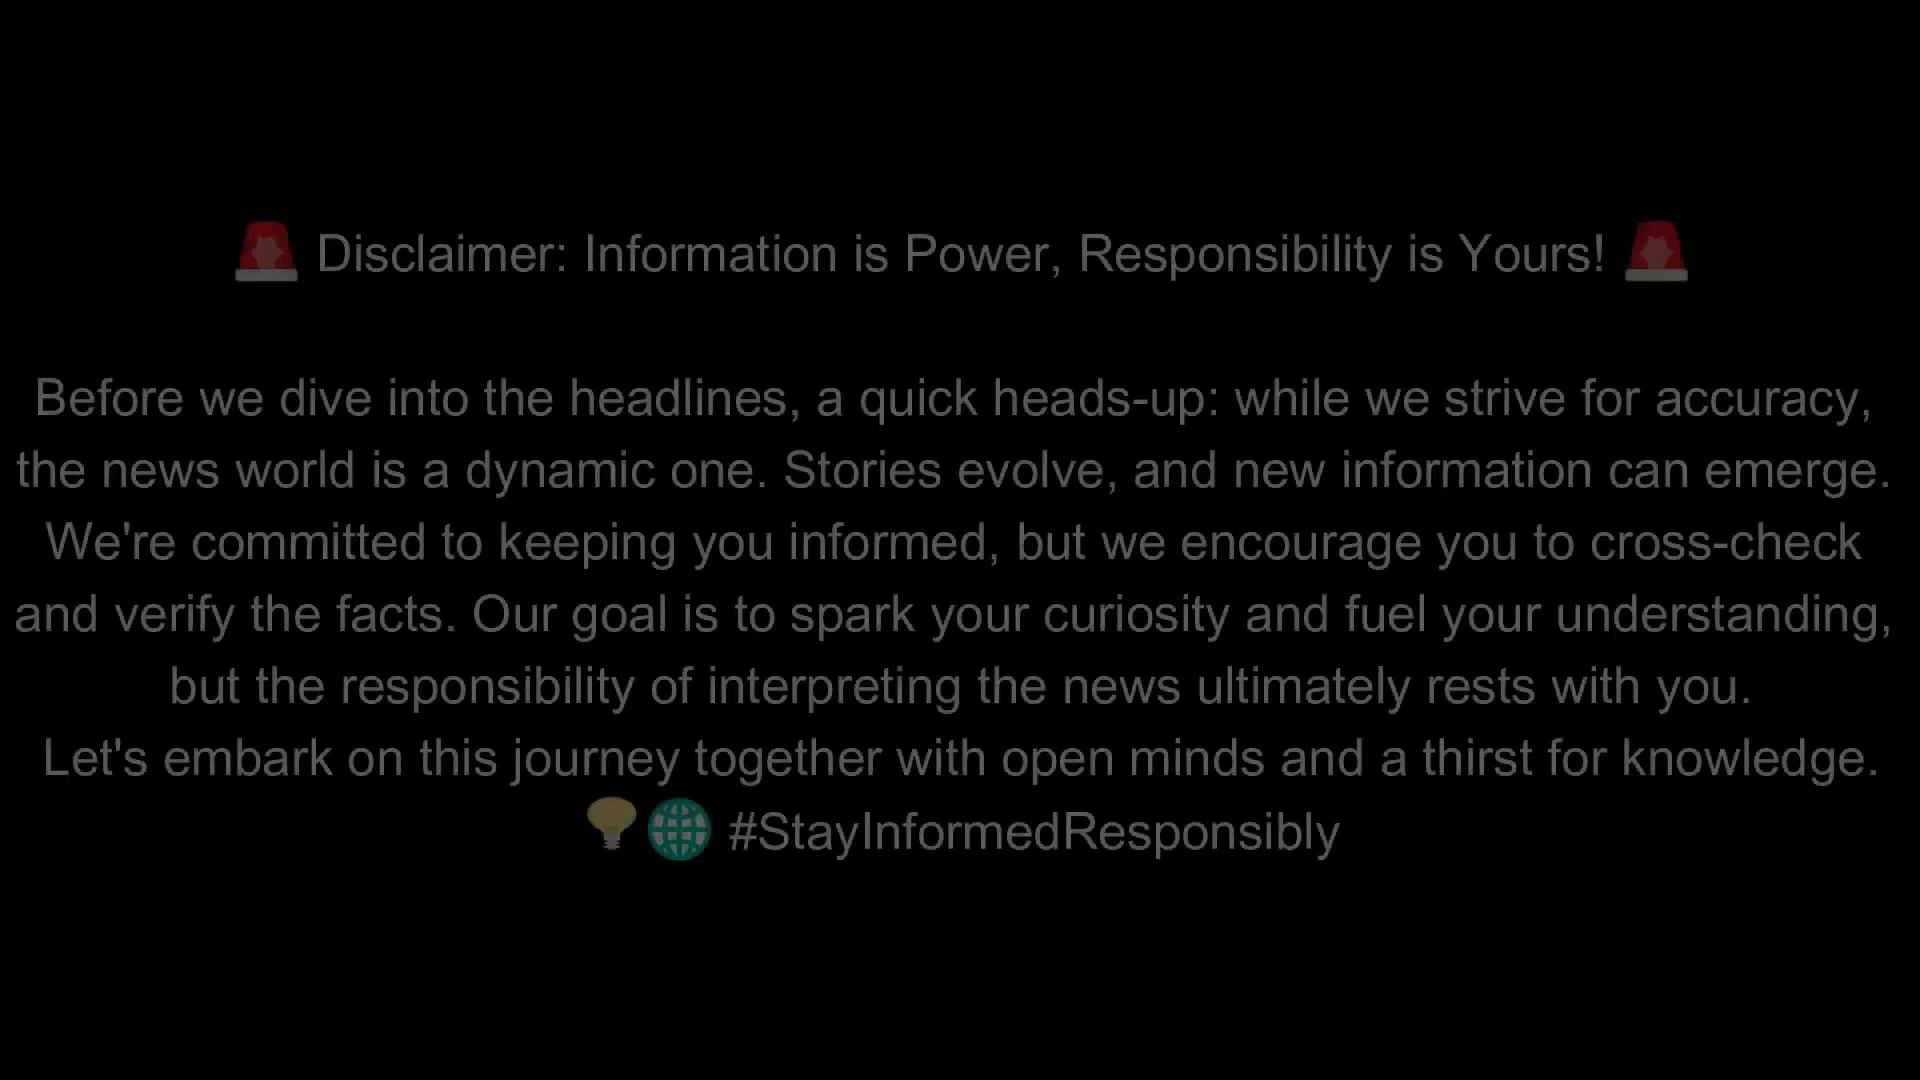 🚨 Disclaimer: Information is Power, Responsibility is Yours! 🚨
Before we dive into the headlines, a quick heads-up: while we strive for accuracy,
the news world is a dynamic one. Stories evolve, and new information can emerge.
We're committed to keeping you informed, but we encourage you to cross-check
and verify the facts. Our goal is to spark your curiosity and fuel your understanding,
but the responsibility of interpreting the news ultimately rests with you.
Let's embark on this journey together with open minds and a thirst for knowledge.
💡🌐 #StayInformedResponsibly